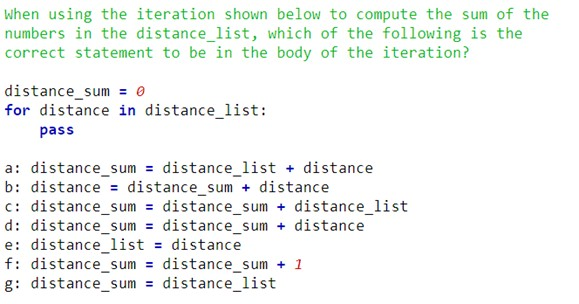 When using the iteration shown below to compute the sum of the
numbers in the distance_list, which of the following is the
correct statement to be in the body of the iteration?
distance_sum = 0
for distance in distance_list:
    pass
a: distance_sum = distance_list + distance
b: distance = distance_sum + distance
c: distance_sum = distance_sum + distance_list
d: distance_sum = distance_sum + distance
e: distance_list = distance
f: distance_sum = distance_sum + 1
g: distance_sum = distance_list